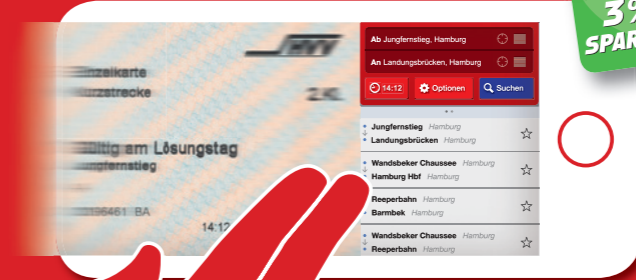 HVV
Einzelkarte
Kurzstrecke
2.Kl.
gültig am Lösungstag
Jungfernstieg
BA
14:12
3%
SPAR
Ab Jungfernstieg, Hamburg
An Landungsbrücken, Hamburg
14:12 Optionen Suchen
Jungfernstieg Hamburg
Landungsbrücken Hamburg
Wandsbeker Chaussee Hamburg
Hamburg Hbf Hamburg
Reeperbahn Hamburg
Barmbek Hamburg
Wandsbeker Chaussee Hamburg
Reeperbahn Hamburg